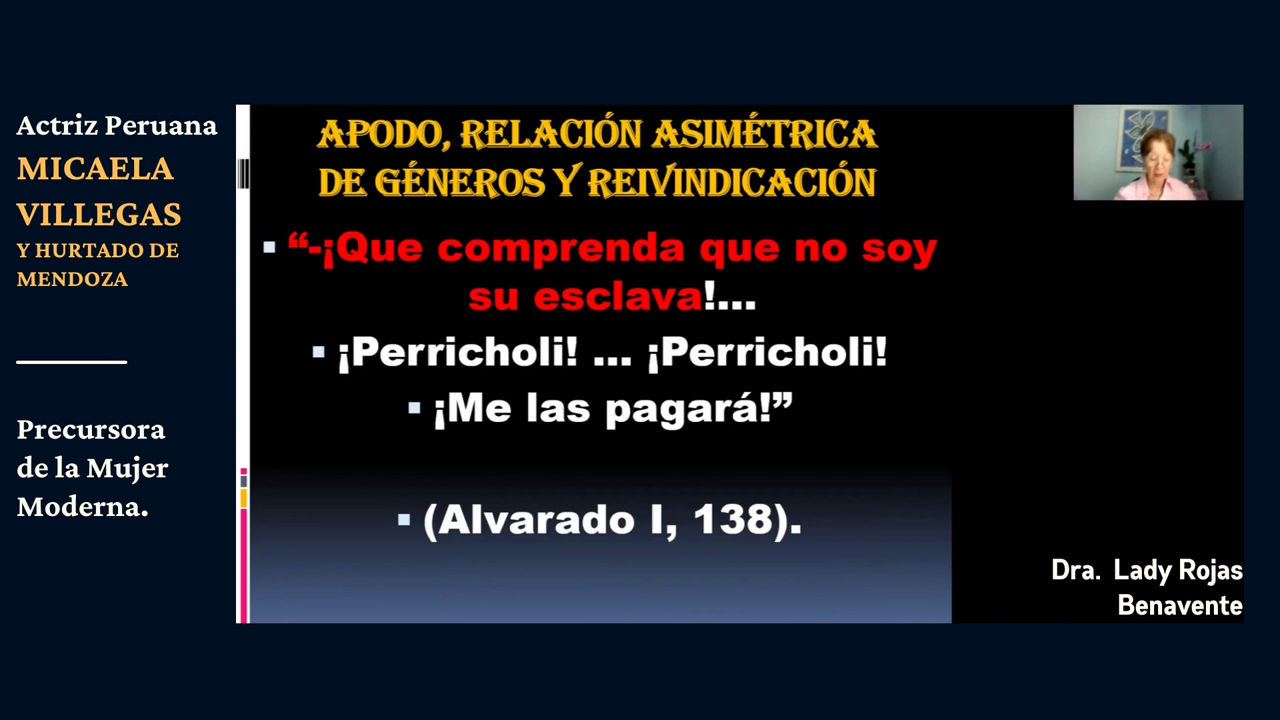 Actriz Peruana
MICAELA
VILLEGAS
Y HURTADO DE
MENDOZA
Precursora
de la Mujer
Moderna.
APODO, RELACIÓN ASIMÉTRICA
DE GÉNEROS Y REIVINDICACIÓN
▪ “-¡Que comprenda que no soy
su esclava!...
▪ ¡Perricholi! ... ¡Perricholi!
▪ ¡Me las pagará!”
▪ (Alvarado I, 138).
Dra. Lady Rojas
Benavente